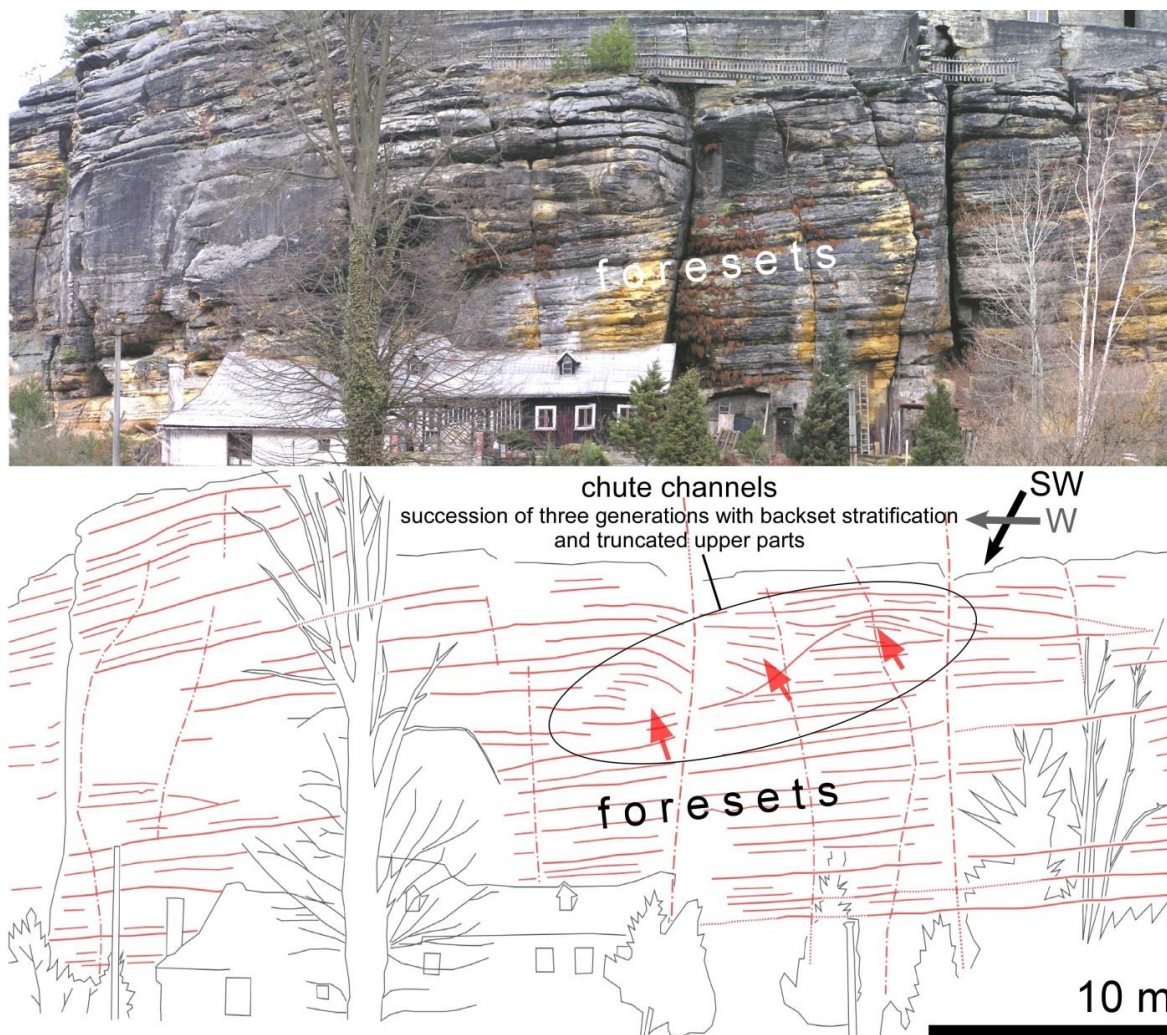 foresets
chute channels
succession of three generations with backset stratification
and truncated upper parts
SW
W
foresets
10 m